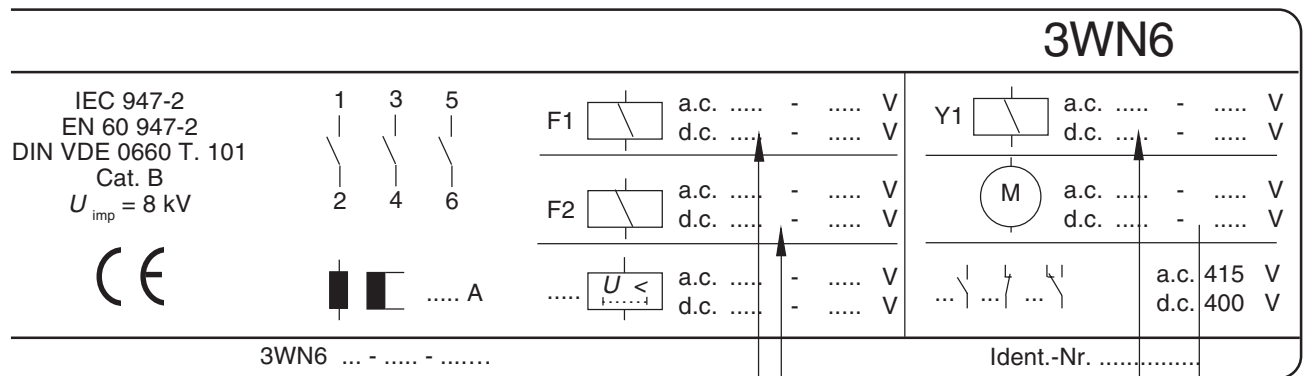 3WN6
IEC 947-2
EN 60 947-2
DIN VDE 0660 T. 101
Cat. B
U imp = 8 kV
CE
1 3 5
2 4 6
..... A
F1 a.c. ..... - ..... V
d.c. ..... - ..... V
F2 a.c. ..... - ..... V
d.c. ..... - ..... V
..... U < a.c. ..... - ..... V
d.c. ..... - ..... V
Y1 a.c. ..... - ..... V
d.c. ..... - ..... V
M a.c. ..... - ..... V
d.c. ..... - ..... V
... ... ... a.c. 415 V
d.c. 400 V
3WN6 ... - ..... - .......
Ident.-Nr. ...............